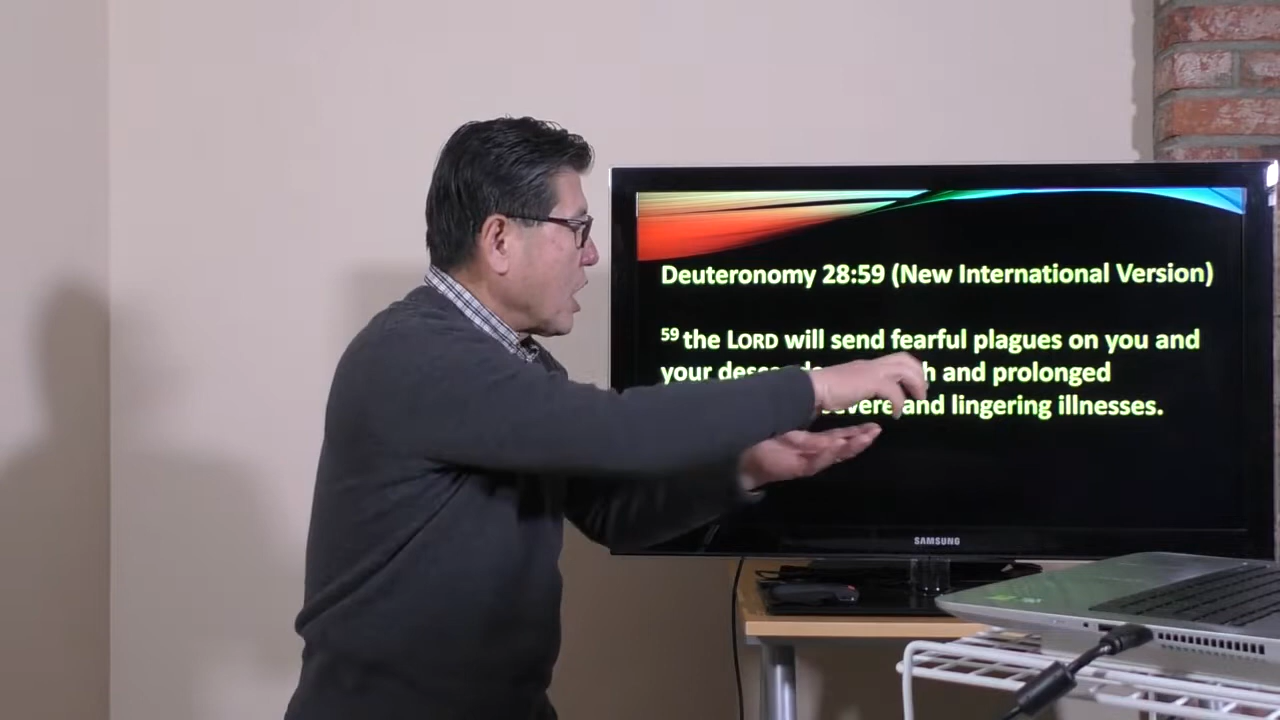 Deuteronomy 28:59 (New International Version)
59 the LORD will send fearful plagues on you and
your and prolonged
severe and lingering illnesses.
SAMSUNG